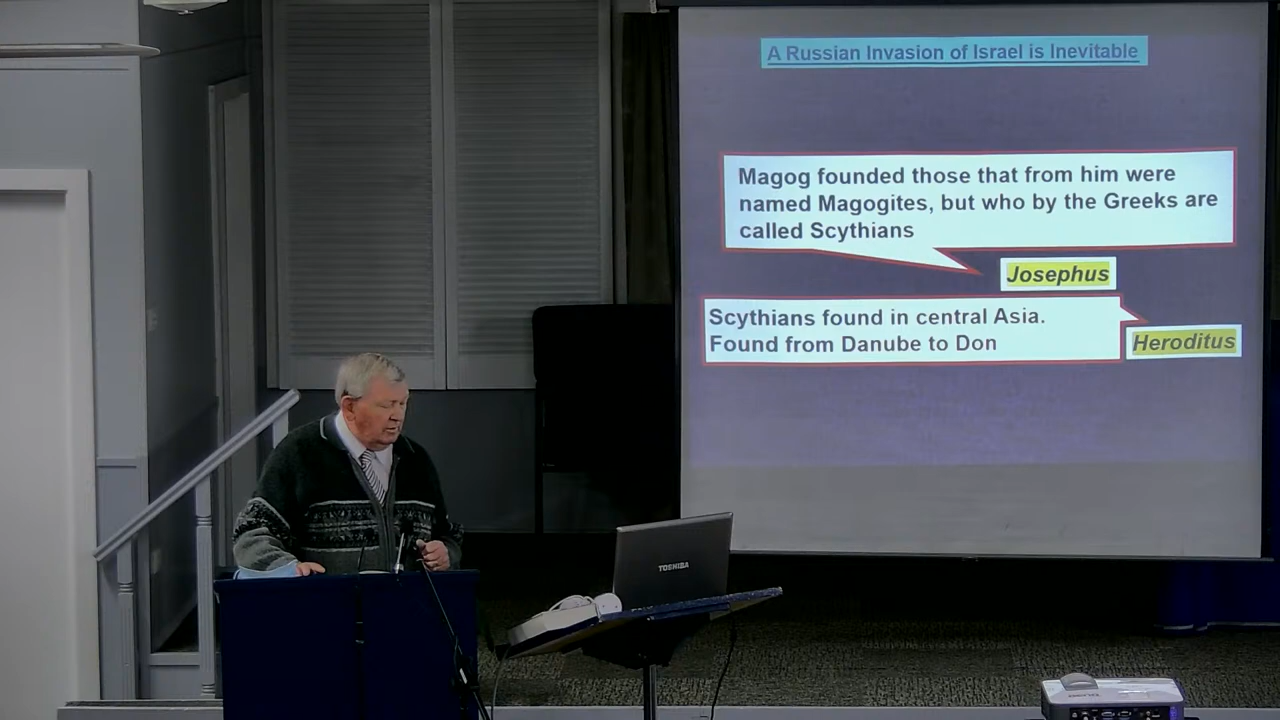 A Russian Invasion of Israel is Inevitable
Magog founded those that from him were
named Magogites, but who by the Greeks are
called Scythians
Josephus
Scythians found in central Asia.
Found from Danube to Don
Heroditus
TOSHIBA